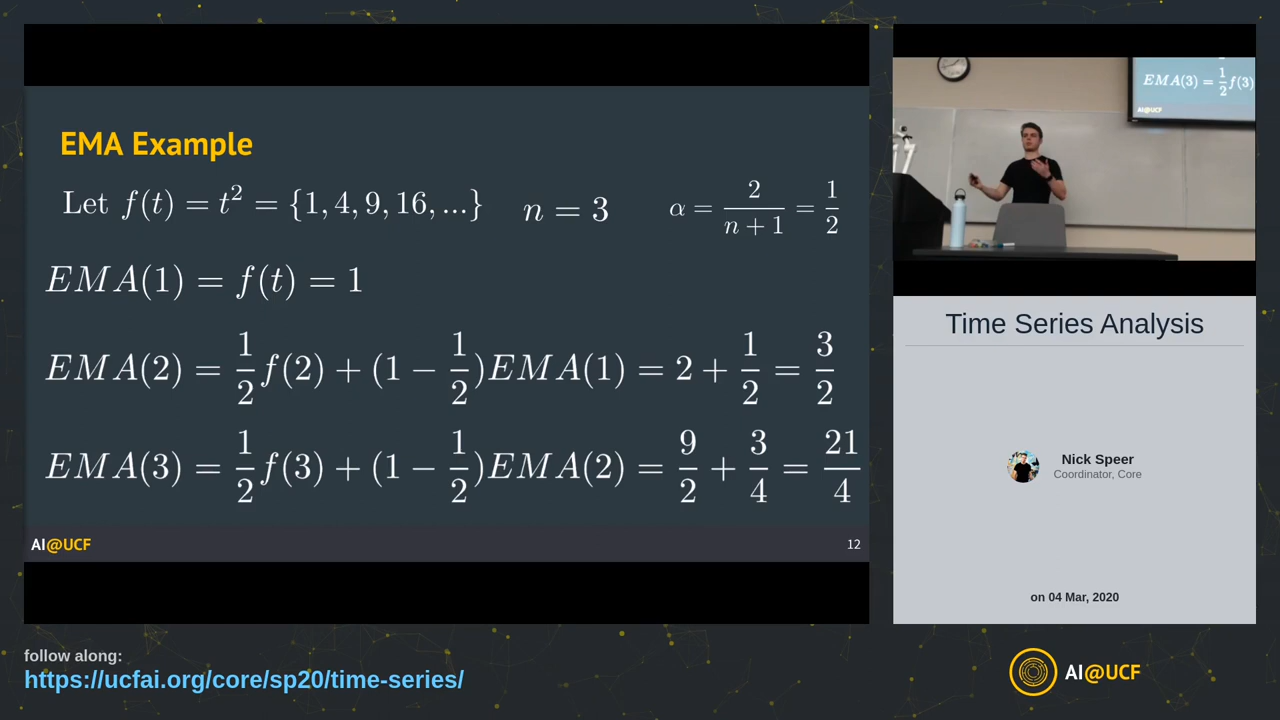 EMA Example
Let f(t) = t² = {1, 4, 9, 16, ...} n = 3 α = 2/(n + 1) = 1/2
EMA(1) = f(t) = 1
EMA(2) = 1/2 f(2) + (1 − 1/2)EMA(1) = 2 + 1/2 = 3/2
EMA(3) = 1/2 f(3) + (1 − 1/2)EMA(2) = 9/2 + 3/4 = 21/4
AI@UCF 12
EMA(3) = 1/2 f(3)
AI@UCF
Time Series Analysis
Nick Speer
Coordinator, Core
on 04 Mar, 2020
follow along:
https://ucfai.org/core/sp20/time-series/
AI@UCF